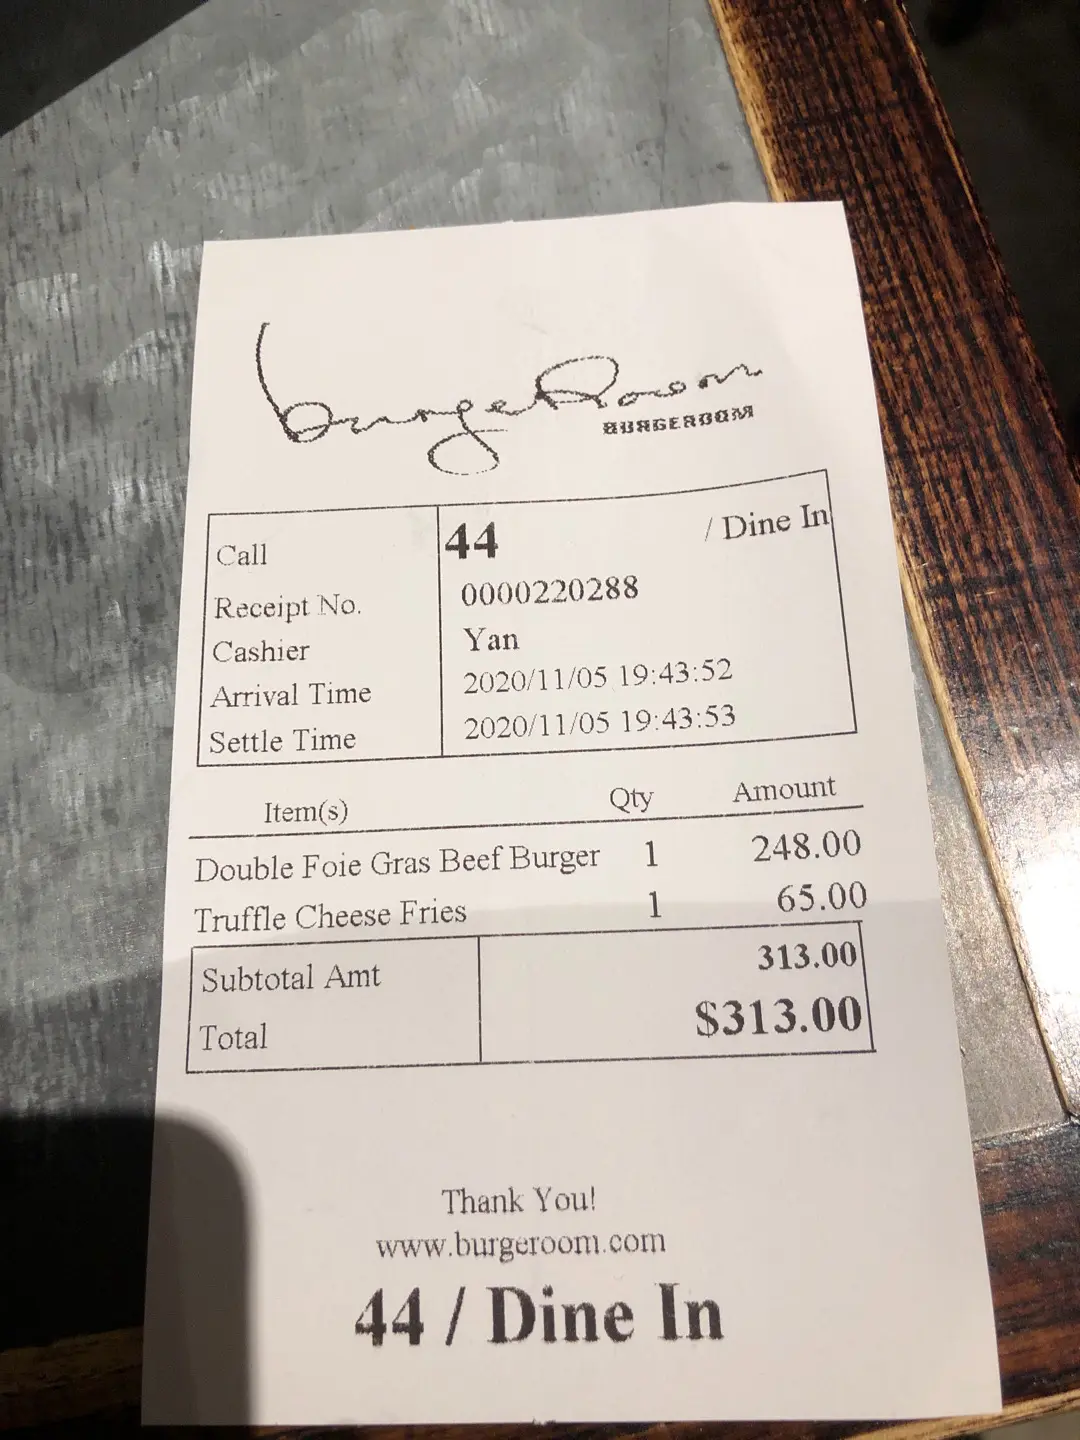 burgeRoom
BURGEROOM
Call 44 / Dine In
Receipt No. 0000220288
Cashier Yan
Arrival Time 2020/11/05 19:43:52
Settle Time 2020/11/05 19:43:53
Item(s) Qty Amount
Double Foie Gras Beef Burger 1 248.00
Truffle Cheese Fries 1 65.00
Subtotal Amt 313.00
Total $313.00
Thank You!
www.burgeroom.com
44 / Dine In